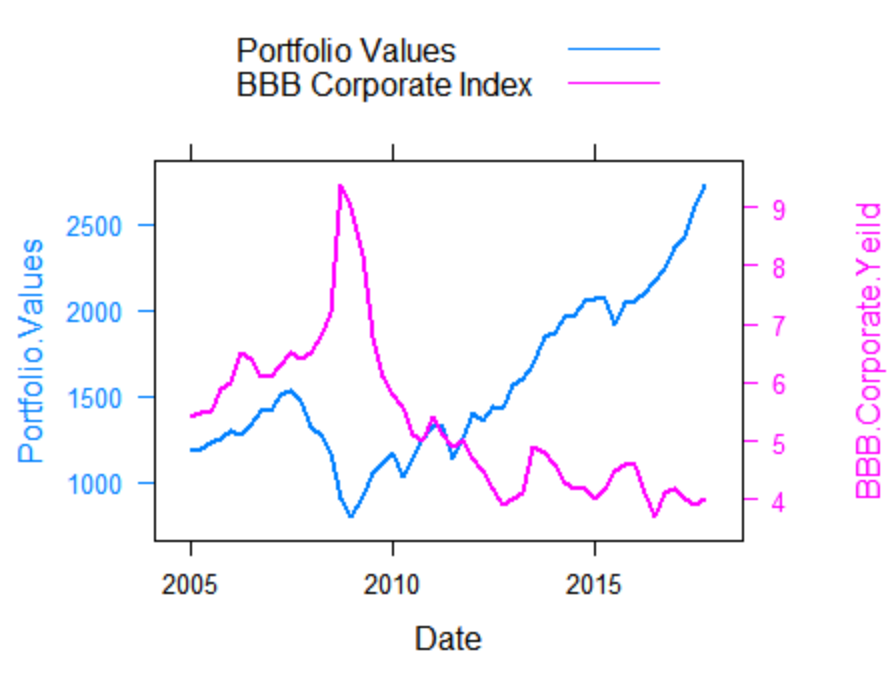 Portfolio Values
BBB Corporate Index
Portfolio.Values
2500
2000
1500
1000
9
8
7
6
5
4
BBB.Corporate.Yeild
2005 2010 2015
Date